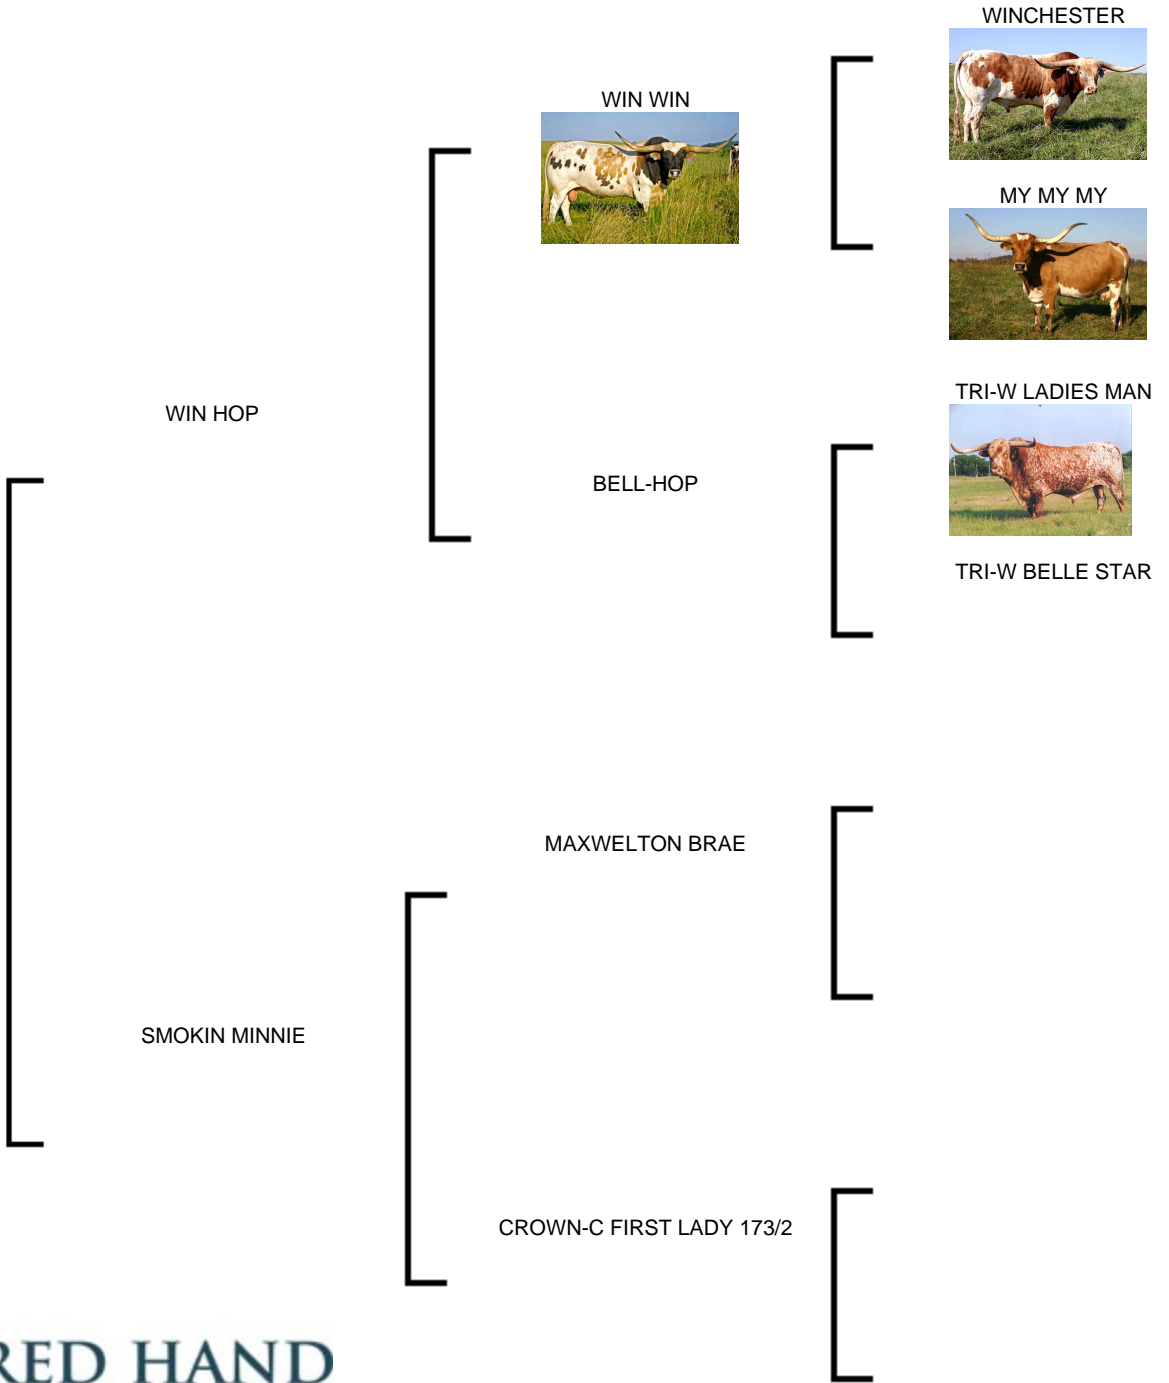 WINCHESTER
WIN WIN
MY MY MY
TRI-W LADIES MAN
WIN HOP
BELL-HOP
TRI-W BELLE STAR
MAXWELTON BRAE
SMOKIN MINNIE
CROWN-C FIRST LADY 173/2
RED HAND